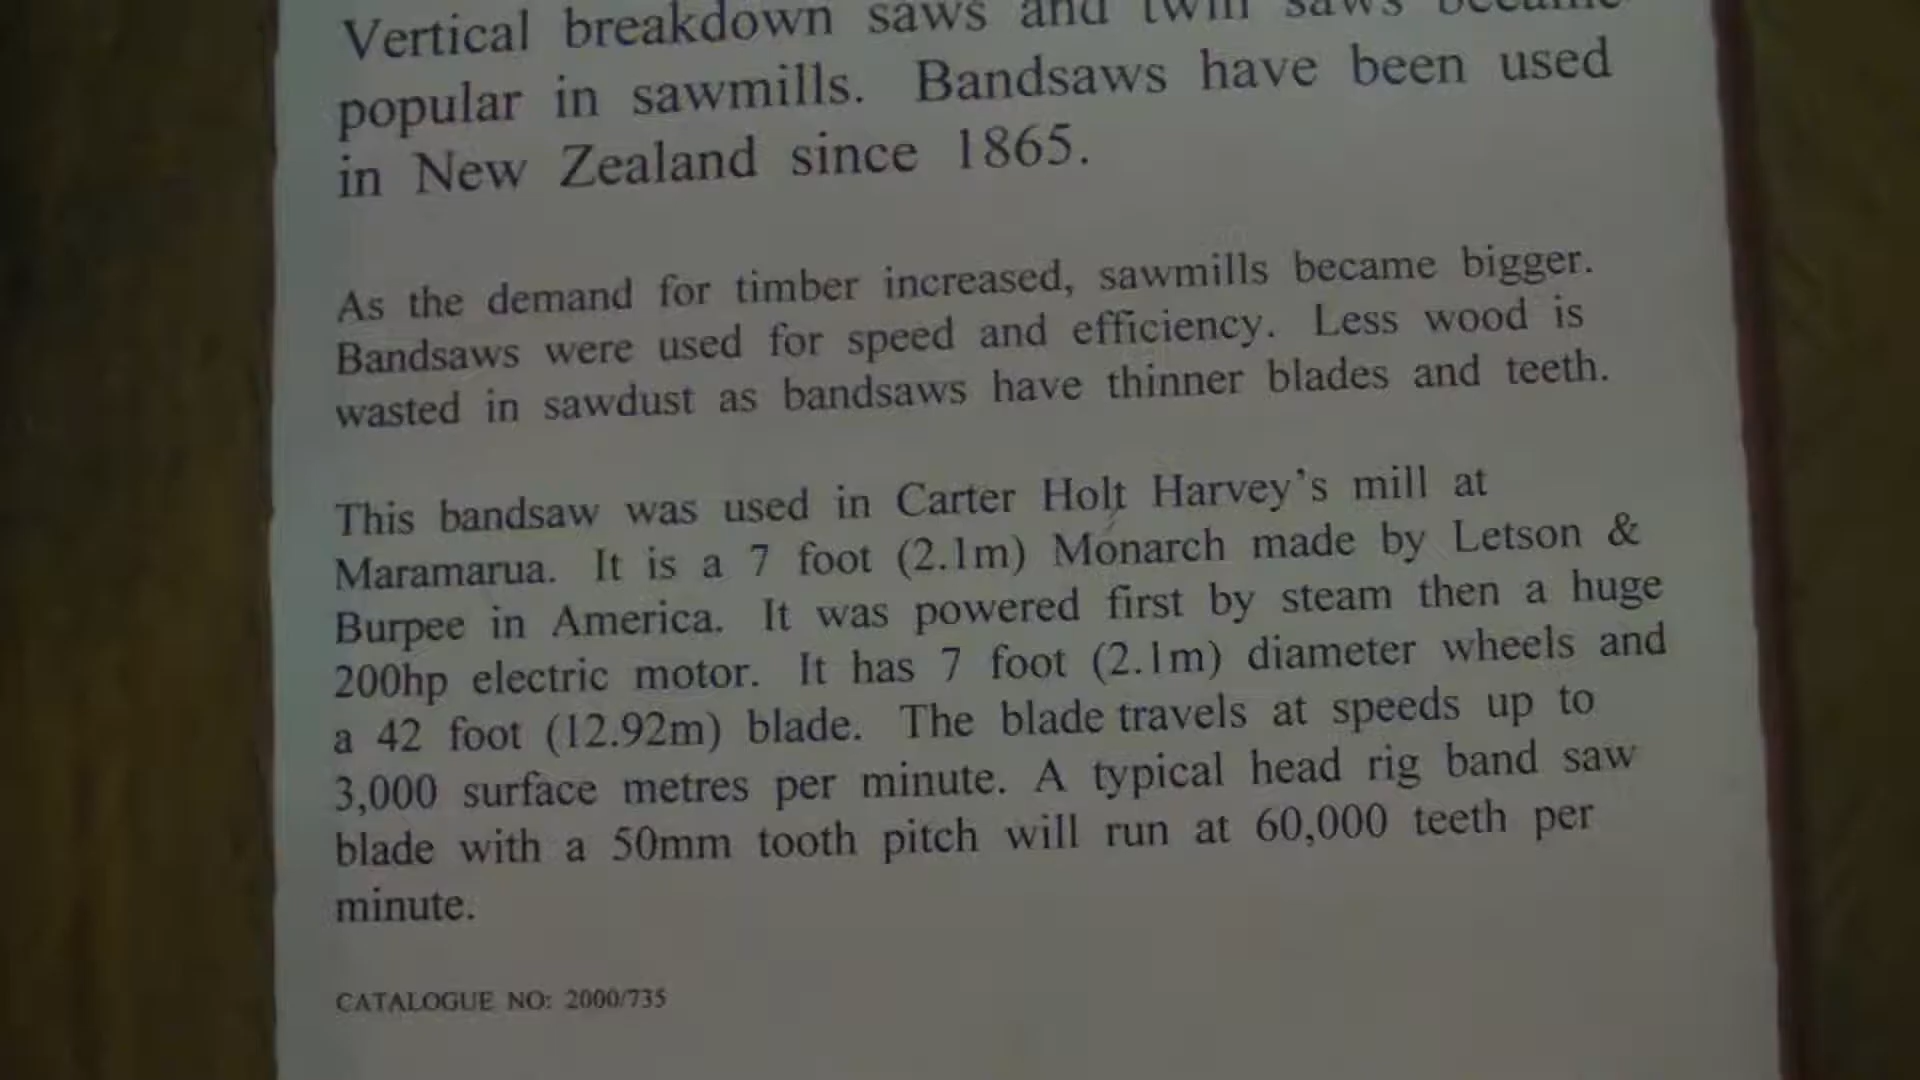 Vertical breakdown saws and twin saws became
popular in sawmills. Bandsaws have been used
in New Zealand since 1865.
As the demand for timber increased, sawmills became bigger.
Bandsaws were used for speed and efficiency. Less wood is
wasted in sawdust as bandsaws have thinner blades and teeth.
This bandsaw was used in Carter Holt Harvey's mill at
Maramarua. It is a 7 foot (2.1m) Monarch made by Letson &
Burpee in America. It was powered first by steam then a huge
200hp electric motor. It has 7 foot (2.1m) diameter wheels and
a 42 foot (12.92m) blade. The blade travels at speeds up to
3,000 surface metres per minute. A typical head rig band saw
blade with a 50mm tooth pitch will run at 60,000 teeth per
minute.
CATALOGUE NO: 2000/735